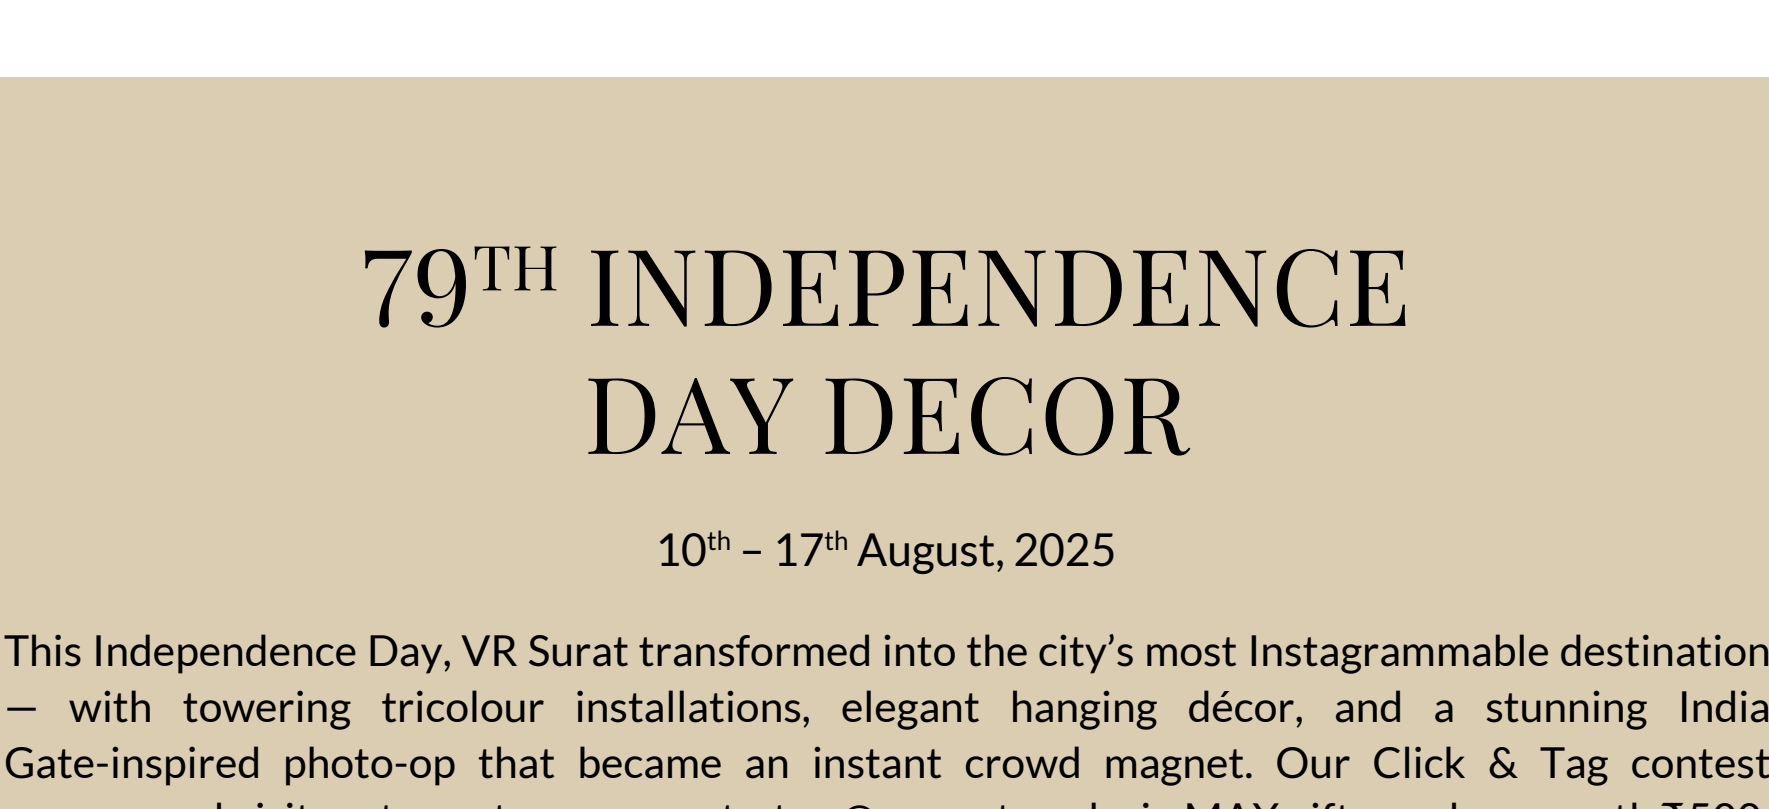 79TH INDEPENDENCE
DAY DECOR
10th – 17th August, 2025
This Independence Day, VR Surat transformed into the city’s most Instagrammable destination
— with towering tricolour installations, elegant hanging décor, and a stunning India
Gate-inspired photo-op that became an instant crowd magnet. Our Click & Tag contest